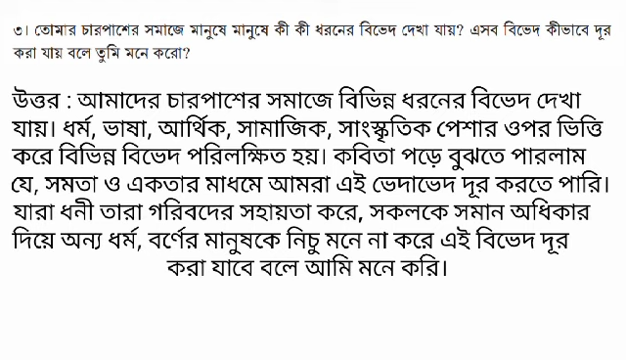 ৩। তোমার চারপাশের সমাজে মানুষে মানুষে কী কী ধরনের বিভেদ দেখা যায়? এসব বিভেদ কীভাবে দূর
করা যায় বলে তুমি মনে করো?
উত্তর : আমাদের চারপাশের সমাজে বিভিন্ন ধরনের বিভেদ দেখা
যায়। ধর্ম, ভাষা, আর্থিক, সামাজিক, সাংস্কৃতিক পেশার ওপর ভিত্তি
করে বিভিন্ন বিভেদ পরিলক্ষিত হয়। কবিতা পড়ে বুঝতে পারলাম
যে, সমতা ও একতার মাধমে আমরা এই ভেদাভেদ দূর করতে পারি।
যারা ধনী তারা গরিবদের সহায়তা করে, সকলকে সমান অধিকার
দিয়ে অন্য ধর্ম, বর্ণের মানুষকে নিচু মনে না করে এই বিভেদ দূর
করা যাবে বলে আমি মনে করি।